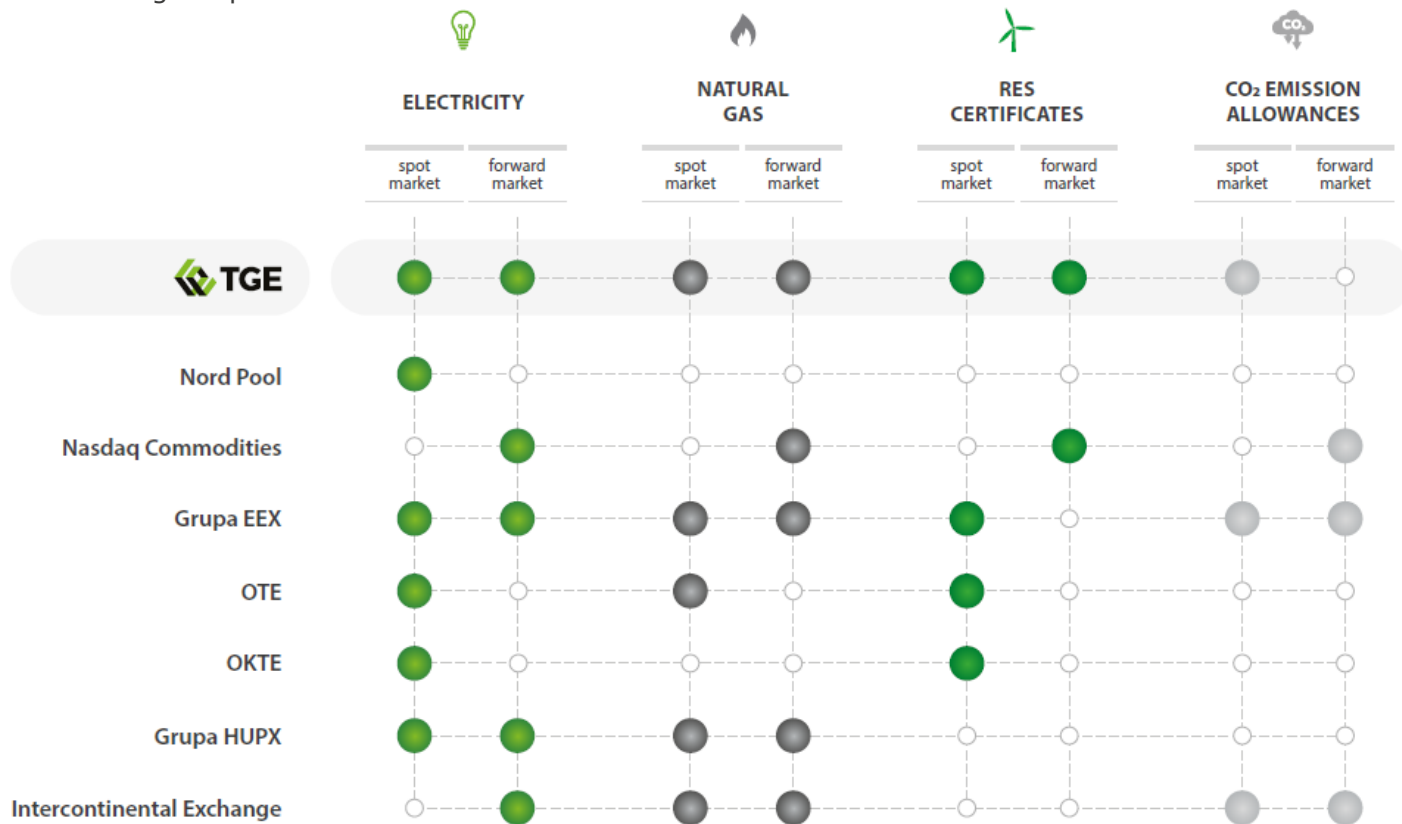 CO₂
ELECTRICITY
NATURAL
GAS
RES
CERTIFICATES
CO₂ EMISSION
ALLOWANCES
spot
market
forward
market
spot
market
forward
market
spot
market
forward
market
spot
market
forward
market
TGE
Nord Pool
Nasdaq Commodities
Grupa EEX
OTE
OKTE
Grupa HUPX
Intercontinental Exchange